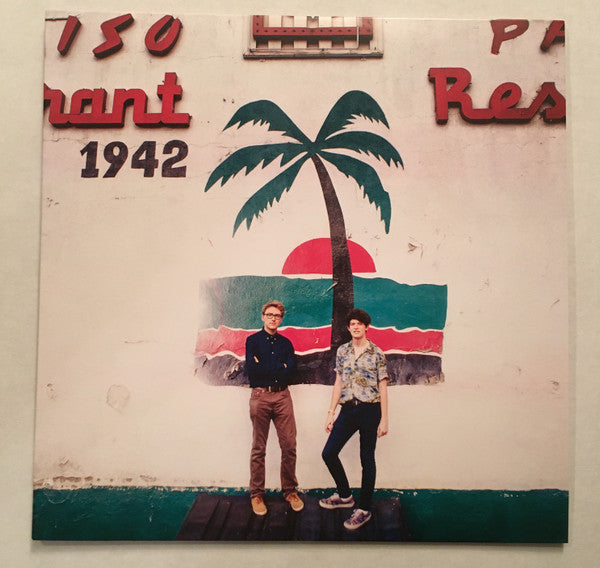 ISO PA
rant Res
1942